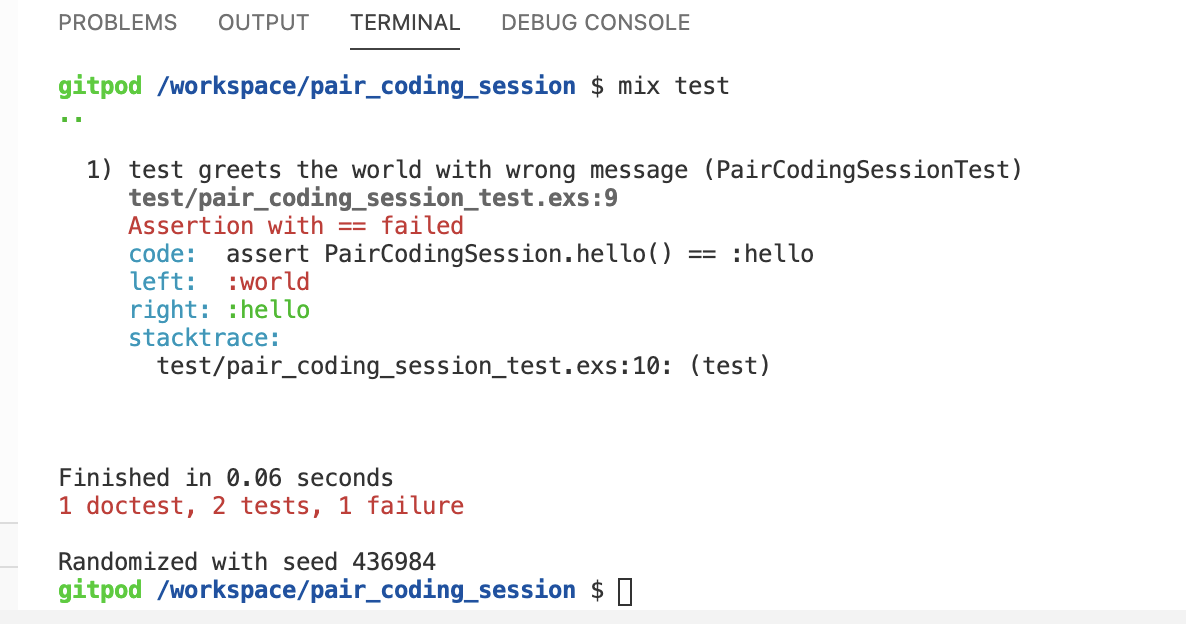 PROBLEMS OUTPUT TERMINAL DEBUG CONSOLE
gitpod /workspace/pair_coding_session $ mix test
..
1) test greets the world with wrong message (PairCodingSessionTest)
test/pair_coding_session_test.exs:9
Assertion with == failed
code:  assert PairCodingSession.hello() == :hello
left:  :world
right: :hello
stacktrace:
test/pair_coding_session_test.exs:10: (test)
Finished in 0.06 seconds
1 doctest, 2 tests, 1 failure
Randomized with seed 436984
gitpod /workspace/pair_coding_session $